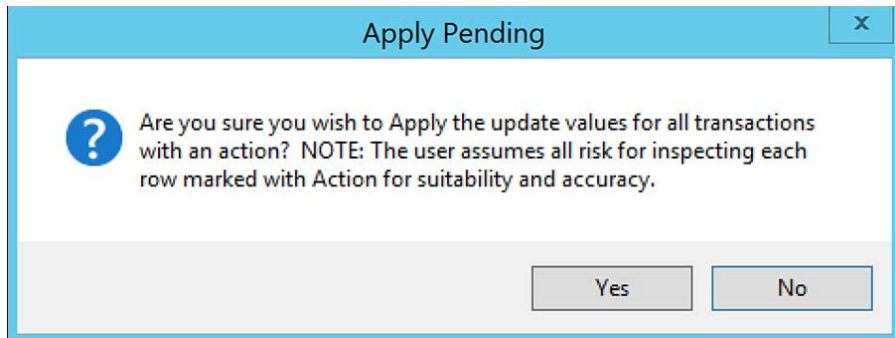 Apply Pending
x
?
Are you sure you wish to Apply the update values for all transactions
with an action?  NOTE: The user assumes all risk for inspecting each
row marked with Action for suitability and accuracy.
Yes
No